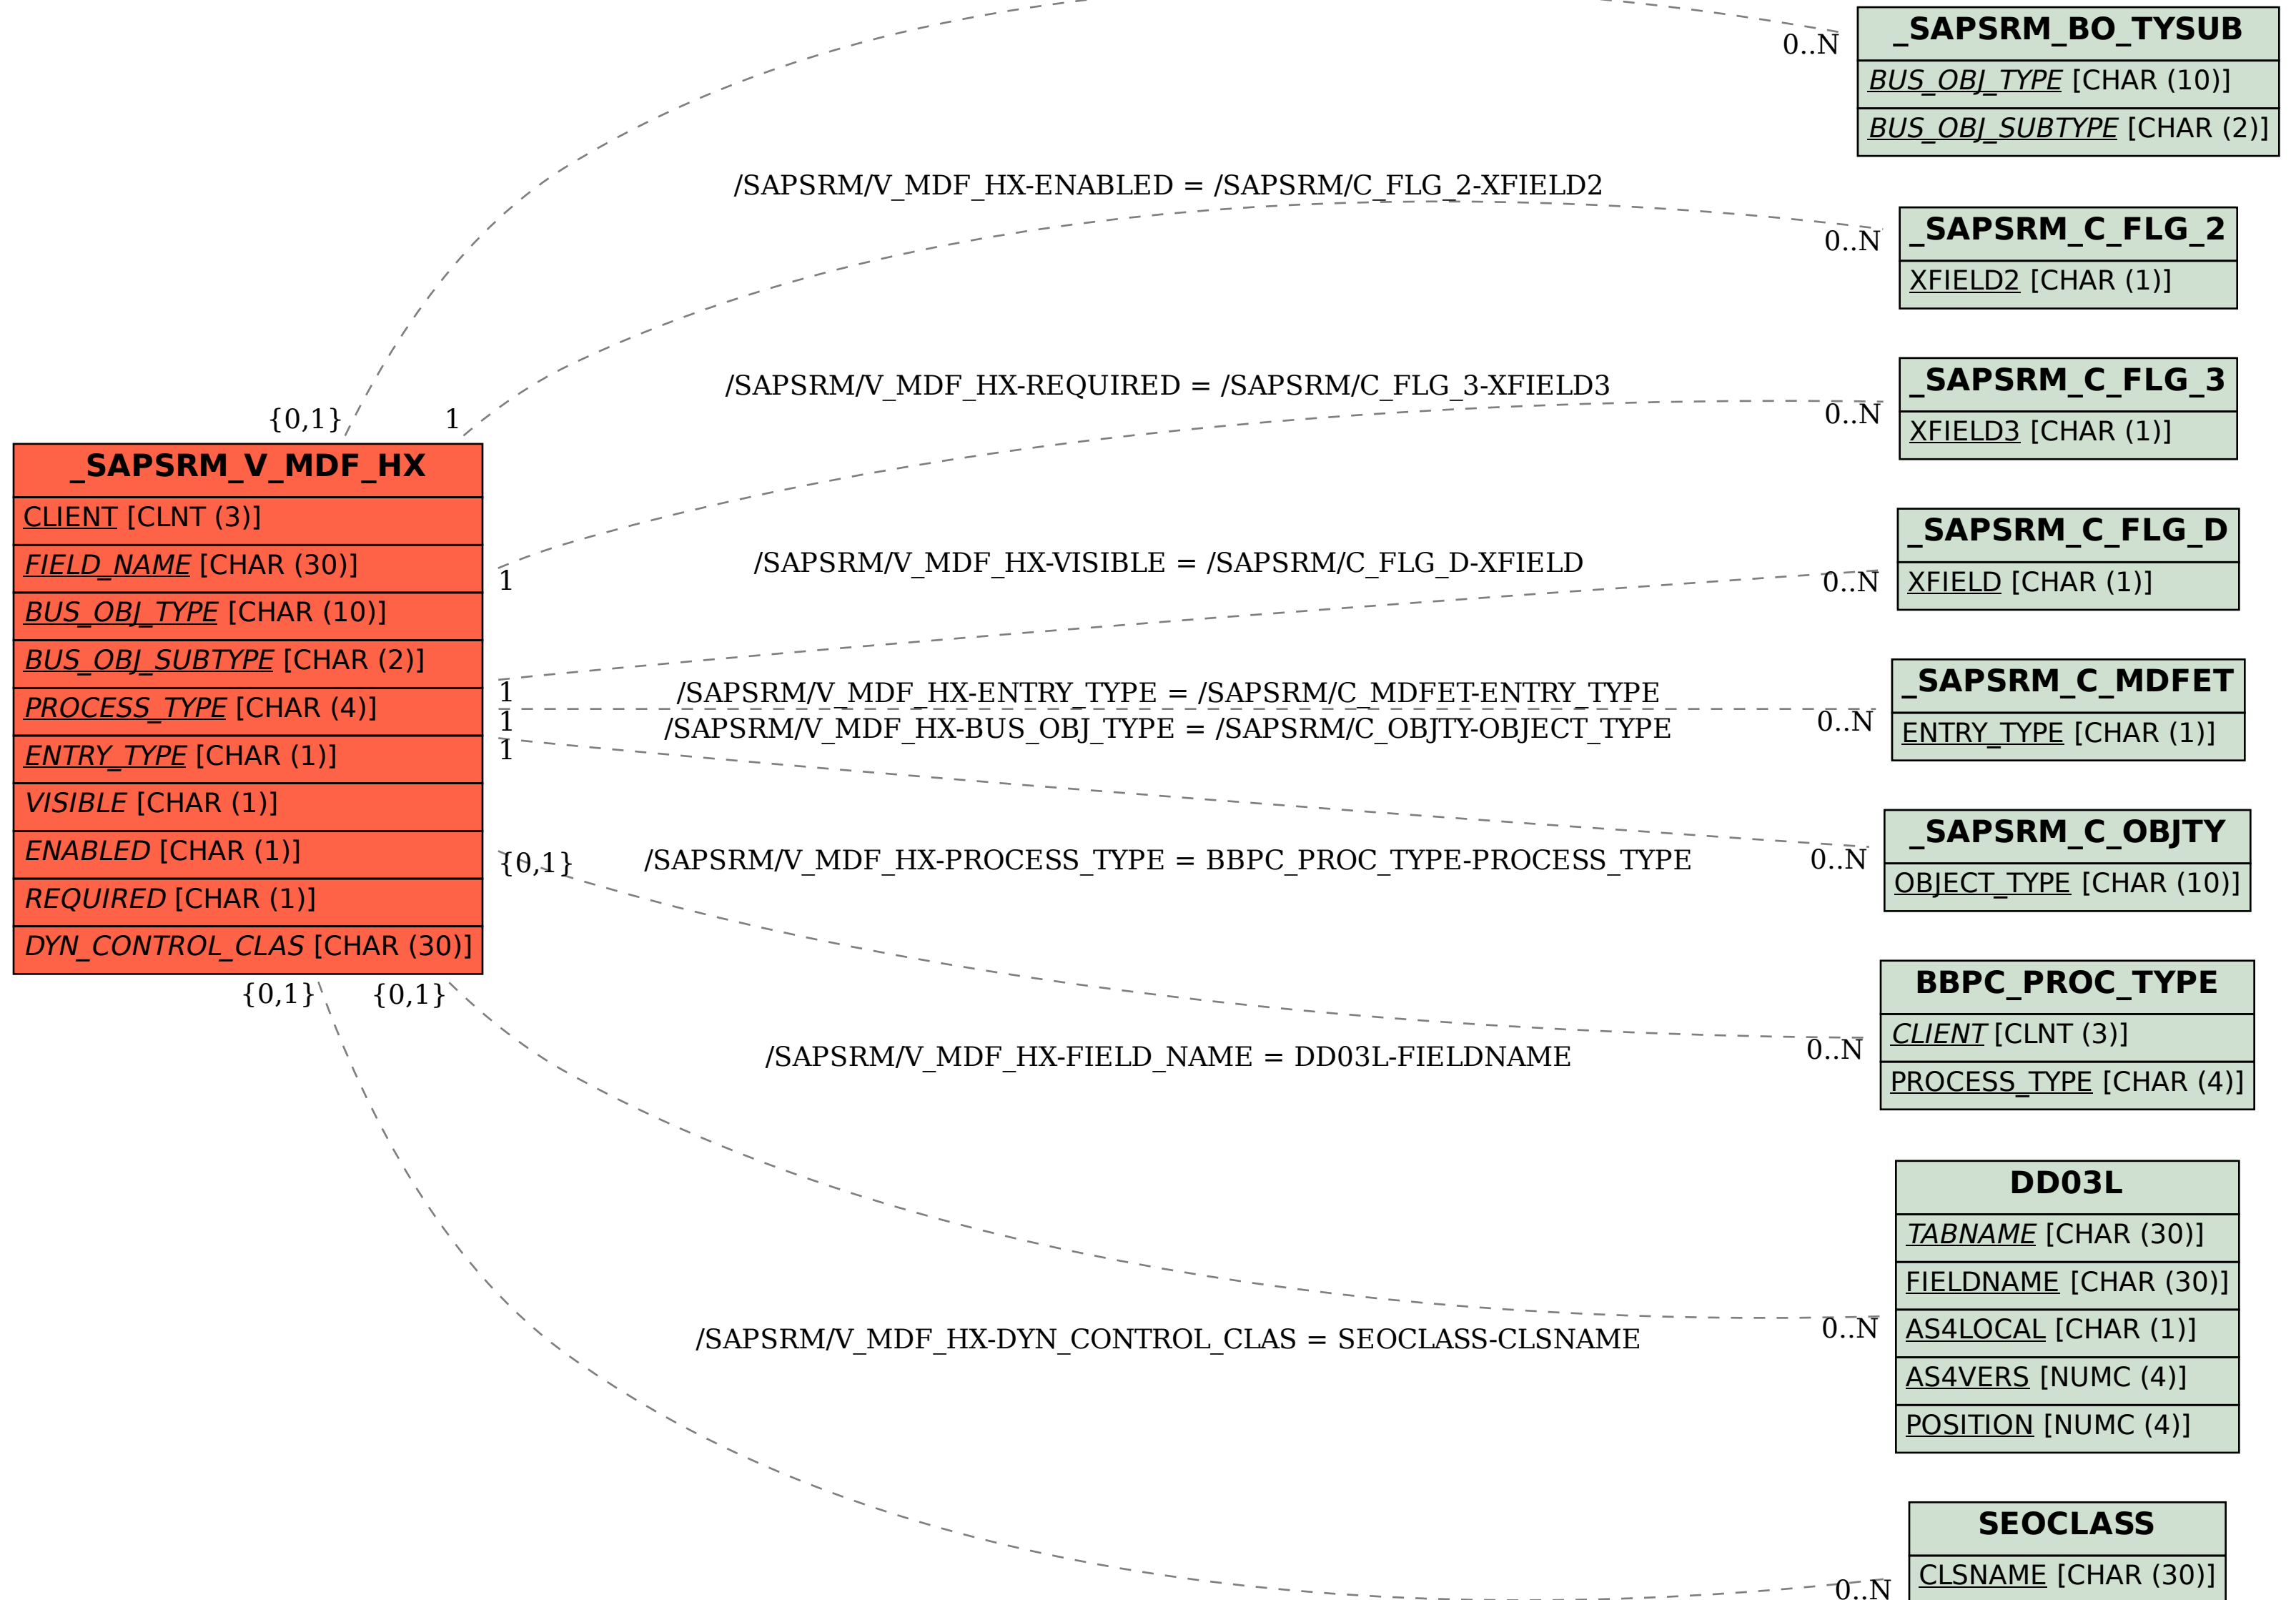 _SAPSRM_BO_TYSUB
BUS_OBJ_TYPE [CHAR (10)]
BUS_OBJ_SUBTYPE [CHAR (2)]
0..N
/SAPSRM/V_MDF_HX-ENABLED = /SAPSRM/C_FLG_2-XFIELD2
0..N
_SAPSRM_C_FLG_2
XFIELD2 [CHAR (1)]
/SAPSRM/V_MDF_HX-REQUIRED = /SAPSRM/C_FLG_3-XFIELD3
0..N
_SAPSRM_C_FLG_3
XFIELD3 [CHAR (1)]
{0,1}
1
_SAPSRM_V_MDF_HX
CLIENT [CLNT (3)]
FIELD_NAME [CHAR (30)]
BUS_OBJ_TYPE [CHAR (10)]
BUS_OBJ_SUBTYPE [CHAR (2)]
PROCESS_TYPE [CHAR (4)]
ENTRY_TYPE [CHAR (1)]
VISIBLE [CHAR (1)]
ENABLED [CHAR (1)]
REQUIRED [CHAR (1)]
DYN_CONTROL_CLAS [CHAR (30)]
1
/SAPSRM/V_MDF_HX-VISIBLE = /SAPSRM/C_FLG_D-XFIELD
0..N
_SAPSRM_C_FLG_D
XFIELD [CHAR (1)]
1
/SAPSRM/V_MDF_HX-ENTRY_TYPE = /SAPSRM/C_MDFET-ENTRY_TYPE
1
0..N
_SAPSRM_C_MDFET
ENTRY_TYPE [CHAR (1)]
/SAPSRM/V_MDF_HX-BUS_OBJ_TYPE = /SAPSRM/C_OBJTY-OBJECT_TYPE
1
0..N
_SAPSRM_C_OBJTY
OBJECT_TYPE [CHAR (10)]
{0,1}
/SAPSRM/V_MDF_HX-PROCESS_TYPE = BBPC_PROC_TYPE-PROCESS_TYPE
0..N
BBPC_PROC_TYPE
CLIENT [CLNT (3)]
PROCESS_TYPE [CHAR (4)]
{0,1}
{0,1}
/SAPSRM/V_MDF_HX-FIELD_NAME = DD03L-FIELDNAME
0..N
DD03L
TABNAME [CHAR (30)]
FIELDNAME [CHAR (30)]
AS4LOCAL [CHAR (1)]
AS4VERS [NUMC (4)]
POSITION [NUMC (4)]
/SAPSRM/V_MDF_HX-DYN_CONTROL_CLAS = SEOCLASS-CLSNAME
0..N
SEOCLASS
CLSNAME [CHAR (30)]